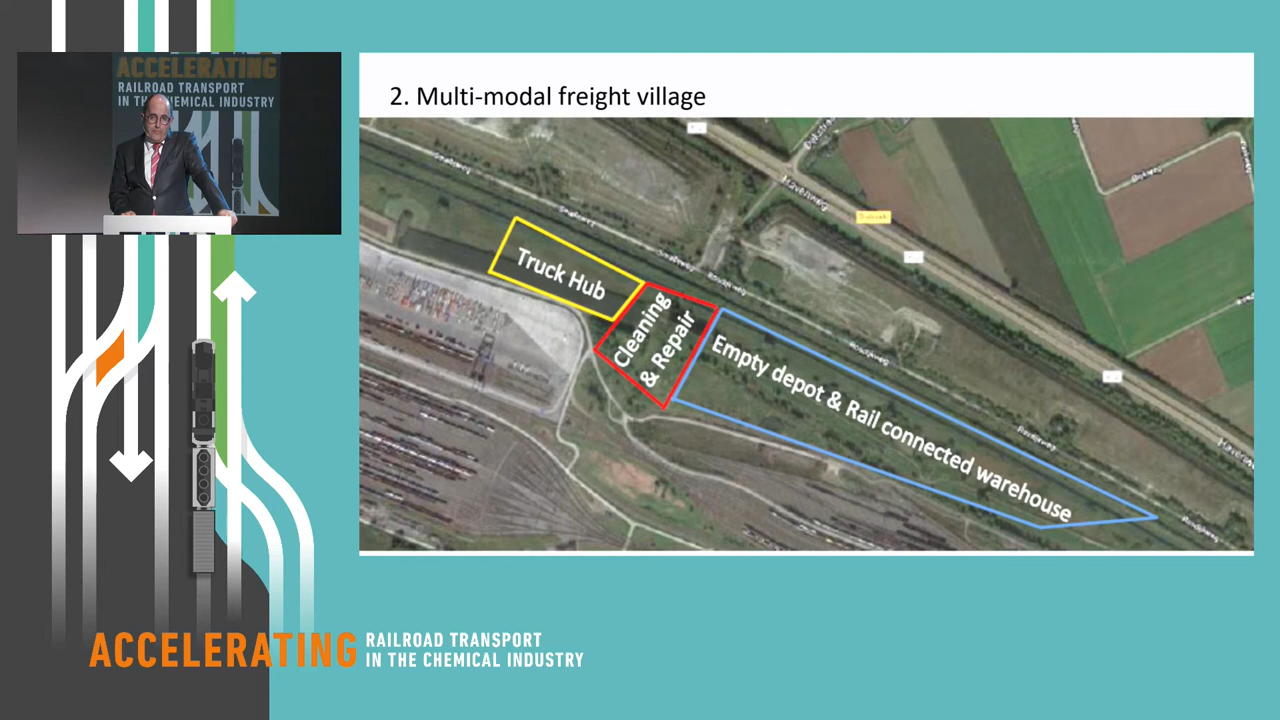 ACCELERATING
RAILROAD TRANSPORT
IN THE CHEMICAL INDUSTRY
2. Multi-modal freight village
Truck Hub
Cleaning
& Repair
Empty depot & Rail connected warehouse
ACCELERATING
RAILROAD TRANSPORT
IN THE CHEMICAL INDUSTRY